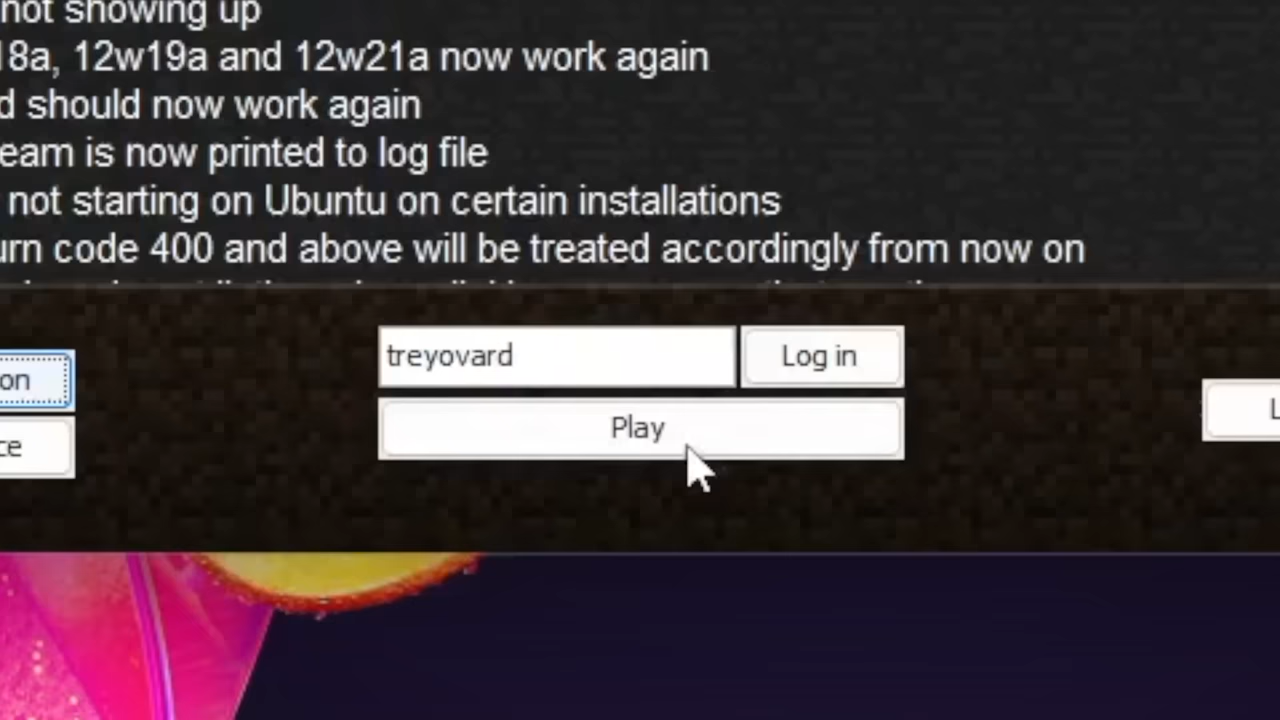 not showing up
18a, 12w19a and 12w21a now work again
d should now work again
eam is now printed to log file
not starting on Ubuntu on certain installations
urn code 400 and above will be treated accordingly from now on
treyovard
Log in
on
Play
ce
L